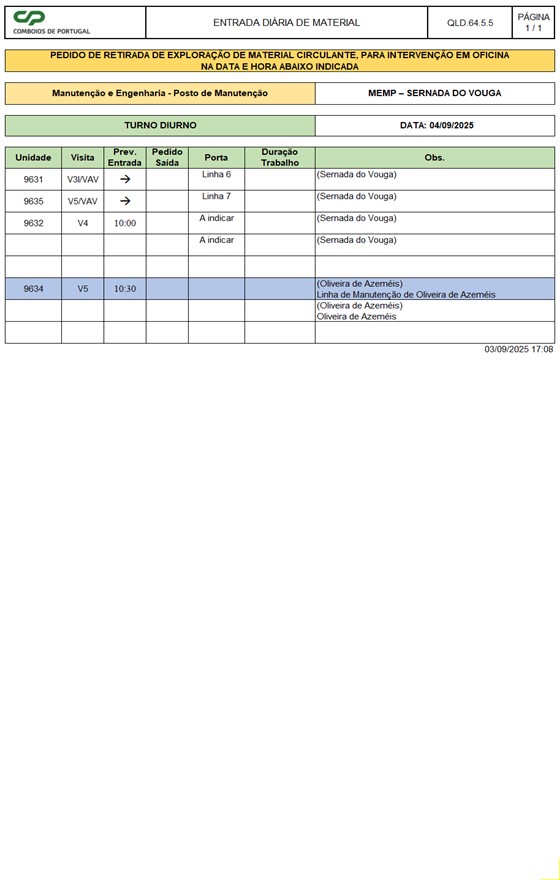 CP
COMBOIOS DE PORTUGAL
ENTRADA DIÁRIA DE MATERIAL
QLD.64.5.5
PÁGINA
1 / 1
PEDIDO DE RETIRADA DE EXPLORAÇÃO DE MATERIAL CIRCULANTE, PARA INTERVENÇÃO EM OFICINA
NA DATA E HORA ABAIXO INDICADA
Manutenção e Engenharia - Posto de Manutenção
MEMP – SERNADA DO VOUGA
TURNO DIURNO
DATA: 04/09/2025
Unidade Visita Prev. Entrada Pedido Saída Porta Duração Trabalho Obs.
9631 V3I/VAV → Linha 6 (Sernada do Vouga)
9635 V5/VAV → Linha 7 (Sernada do Vouga)
9632 V4 10:00 A indicar (Sernada do Vouga)
A indicar (Sernada do Vouga)
9634 V5 10:30 (Oliveira de Azeméis)
Linha de Manutenção de Oliveira de Azeméis
(Oliveira de Azeméis)
Oliveira de Azeméis
03/09/2025 17:08